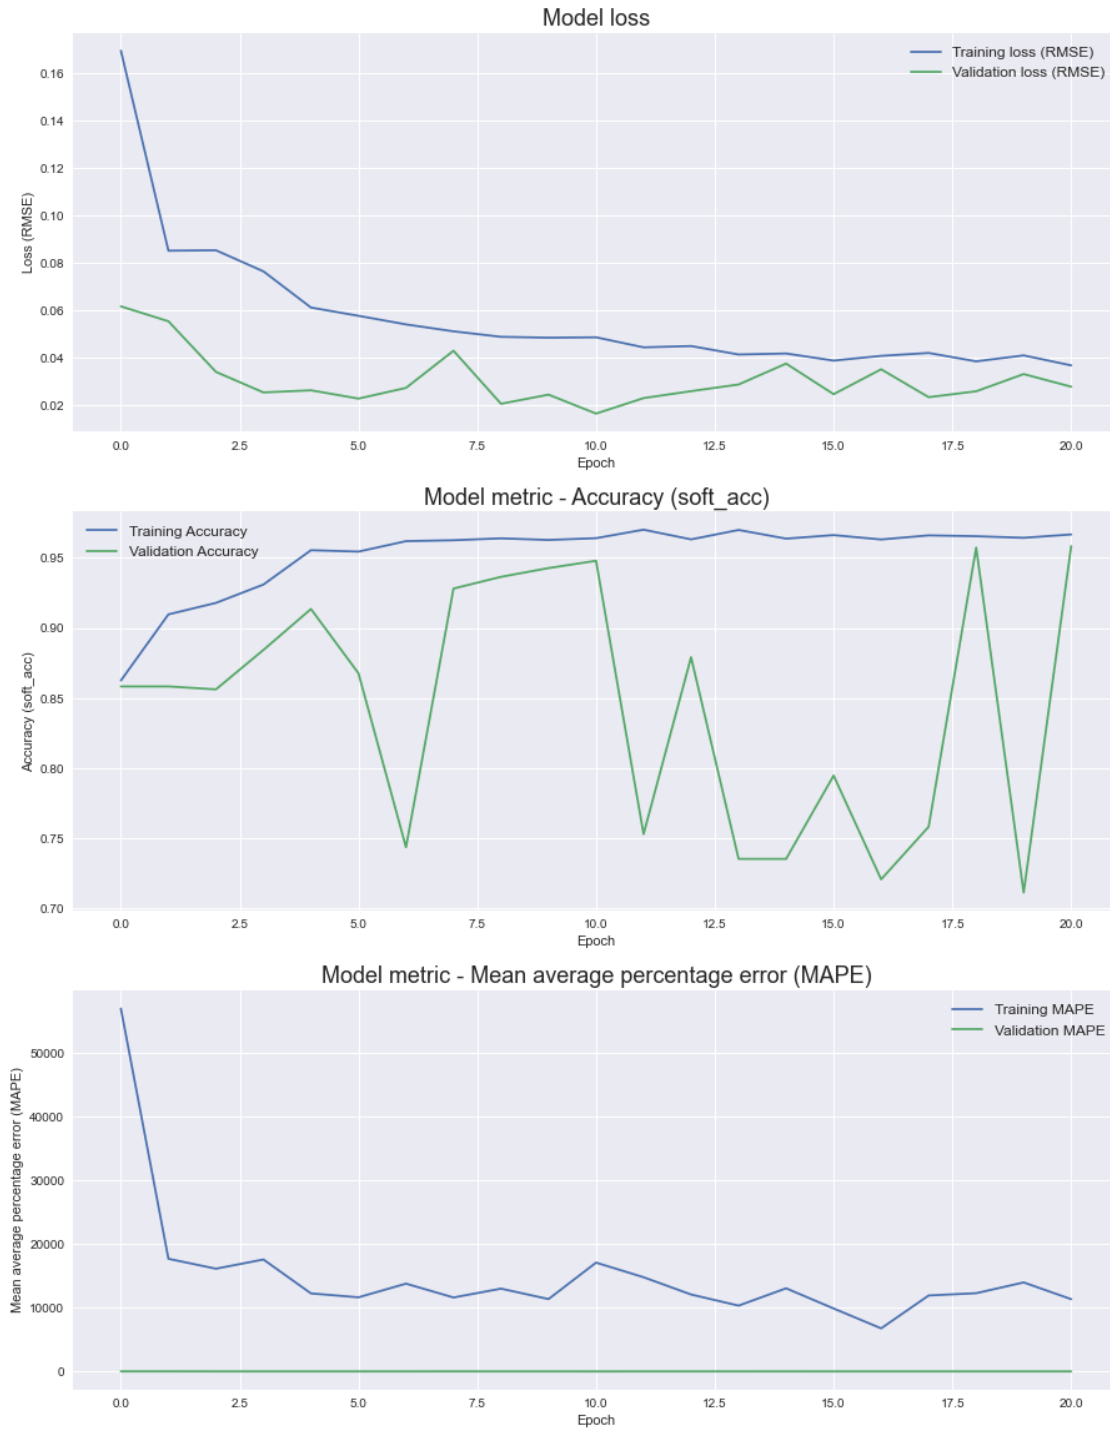 Model loss
Training loss (RMSE)
Validation loss (RMSE)
0.16
0.14
0.12
0.10
0.08
0.06
0.04
0.02
Loss (RMSE)
0.0 2.5 5.0 7.5 10.0 12.5 15.0 17.5 20.0
Epoch
Model metric - Accuracy (soft_acc)
Training Accuracy
Validation Accuracy
0.95
0.90
0.85
0.80
0.75
0.70
Accuracy (soft_acc)
0.0 2.5 5.0 7.5 10.0 12.5 15.0 17.5 20.0
Epoch
Model metric - Mean average percentage error (MAPE)
Training MAPE
Validation MAPE
50000
40000
30000
20000
10000
0
Mean average percentage error (MAPE)
0.0 2.5 5.0 7.5 10.0 12.5 15.0 17.5 20.0
Epoch